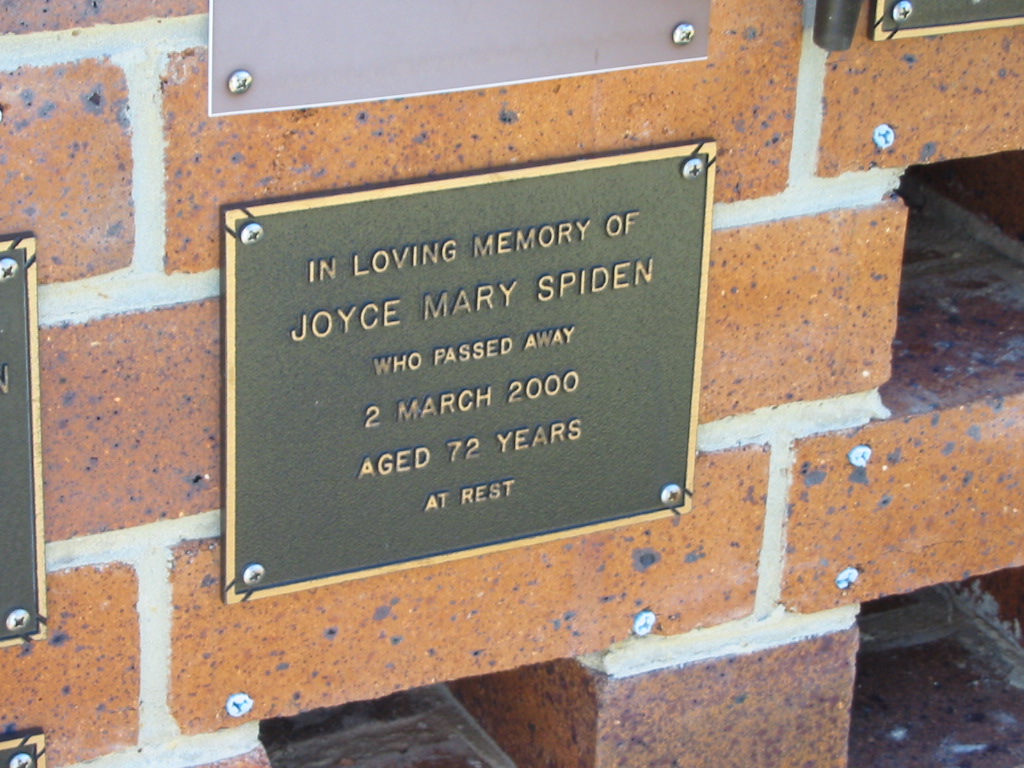 IN LOVING MEMORY OF
JOYCE MARY SPIDEN
WHO PASSED AWAY
2 MARCH 2000
AGED 72 YEARS
AT REST